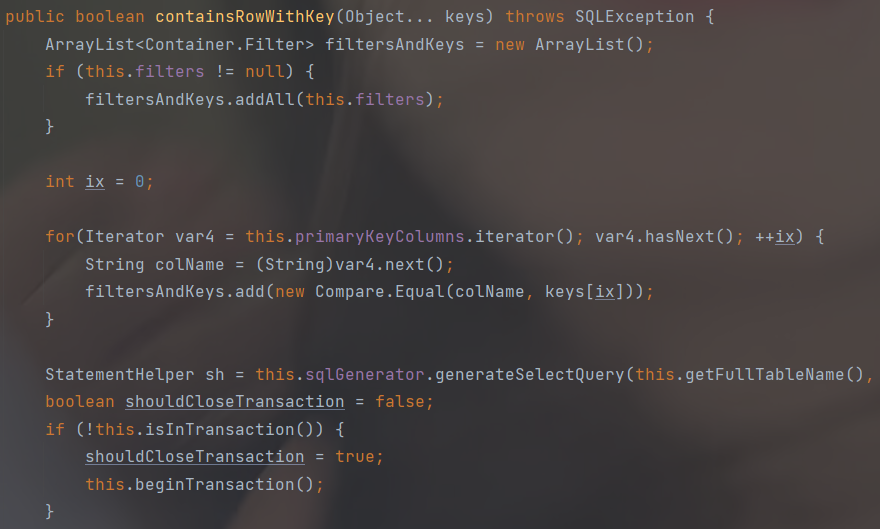 public boolean containsRowWithKey(Object... keys) throws SQLException {
    ArrayList<Container.Filter> filtersAndKeys = new ArrayList();
    if (this.filters != null) {
        filtersAndKeys.addAll(this.filters);
    }

    int ix = 0;

    for(Iterator var4 = this.primaryKeyColumns.iterator(); var4.hasNext(); ++ix) {
        String colName = (String)var4.next();
        filtersAndKeys.add(new Compare.Equal(colName, keys[ix]));
    }

    StatementHelper sh = this.sqlGenerator.generateSelectQuery(this.getFullTableName(),
    boolean shouldCloseTransaction = false;
    if (!this.isInTransaction()) {
        shouldCloseTransaction = true;
        this.beginTransaction();
    }